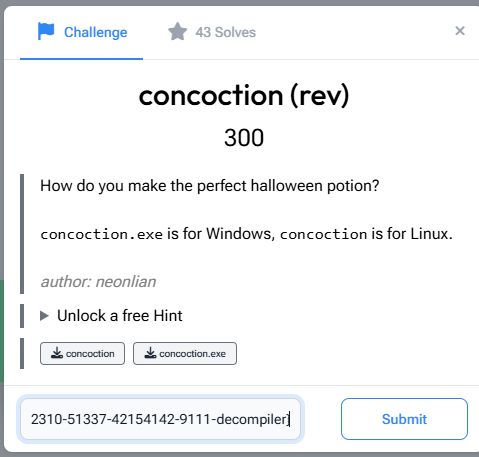 Challenge
43 Solves
×
concoction (rev)
300
How do you make the perfect halloween potion?
concoction.exe is for Windows, concoction is for Linux.
author: neonlian
Unlock a free Hint
concoction
concoction.exe
2310-51337-42154142-9111-decompiler}
Submit